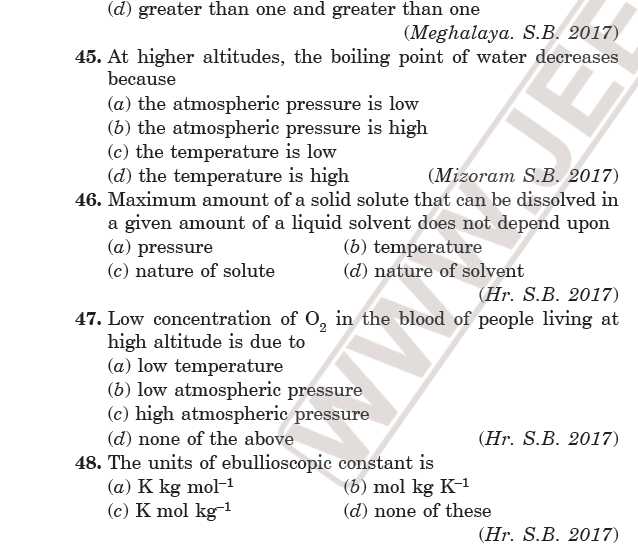 (d) greater than one and greater than one
(Meghalaya. S.B. 2017)
45. At higher altitudes, the boiling point of water decreases
because
(a) the atmospheric pressure is low
(b) the atmospheric pressure is high
(c) the temperature is low
(d) the temperature is high (Mizoram S.B. 2017)
46. Maximum amount of a solid solute that can be dissolved in
a given amount of a liquid solvent does not depend upon
(a) pressure (b) temperature
(c) nature of solute (d) nature of solvent
(Hr. S.B. 2017)
47. Low concentration of O₂ in the blood of people living at
high altitude is due to
(a) low temperature
(b) low atmospheric pressure
(c) high atmospheric pressure
(d) none of the above (Hr. S.B. 2017)
48. The units of ebullioscopic constant is
(a) K kg mol⁻¹ (b) mol kg K⁻¹
(c) K mol kg⁻¹ (d) none of these
(Hr. S.B. 2017)
WWW.JEE